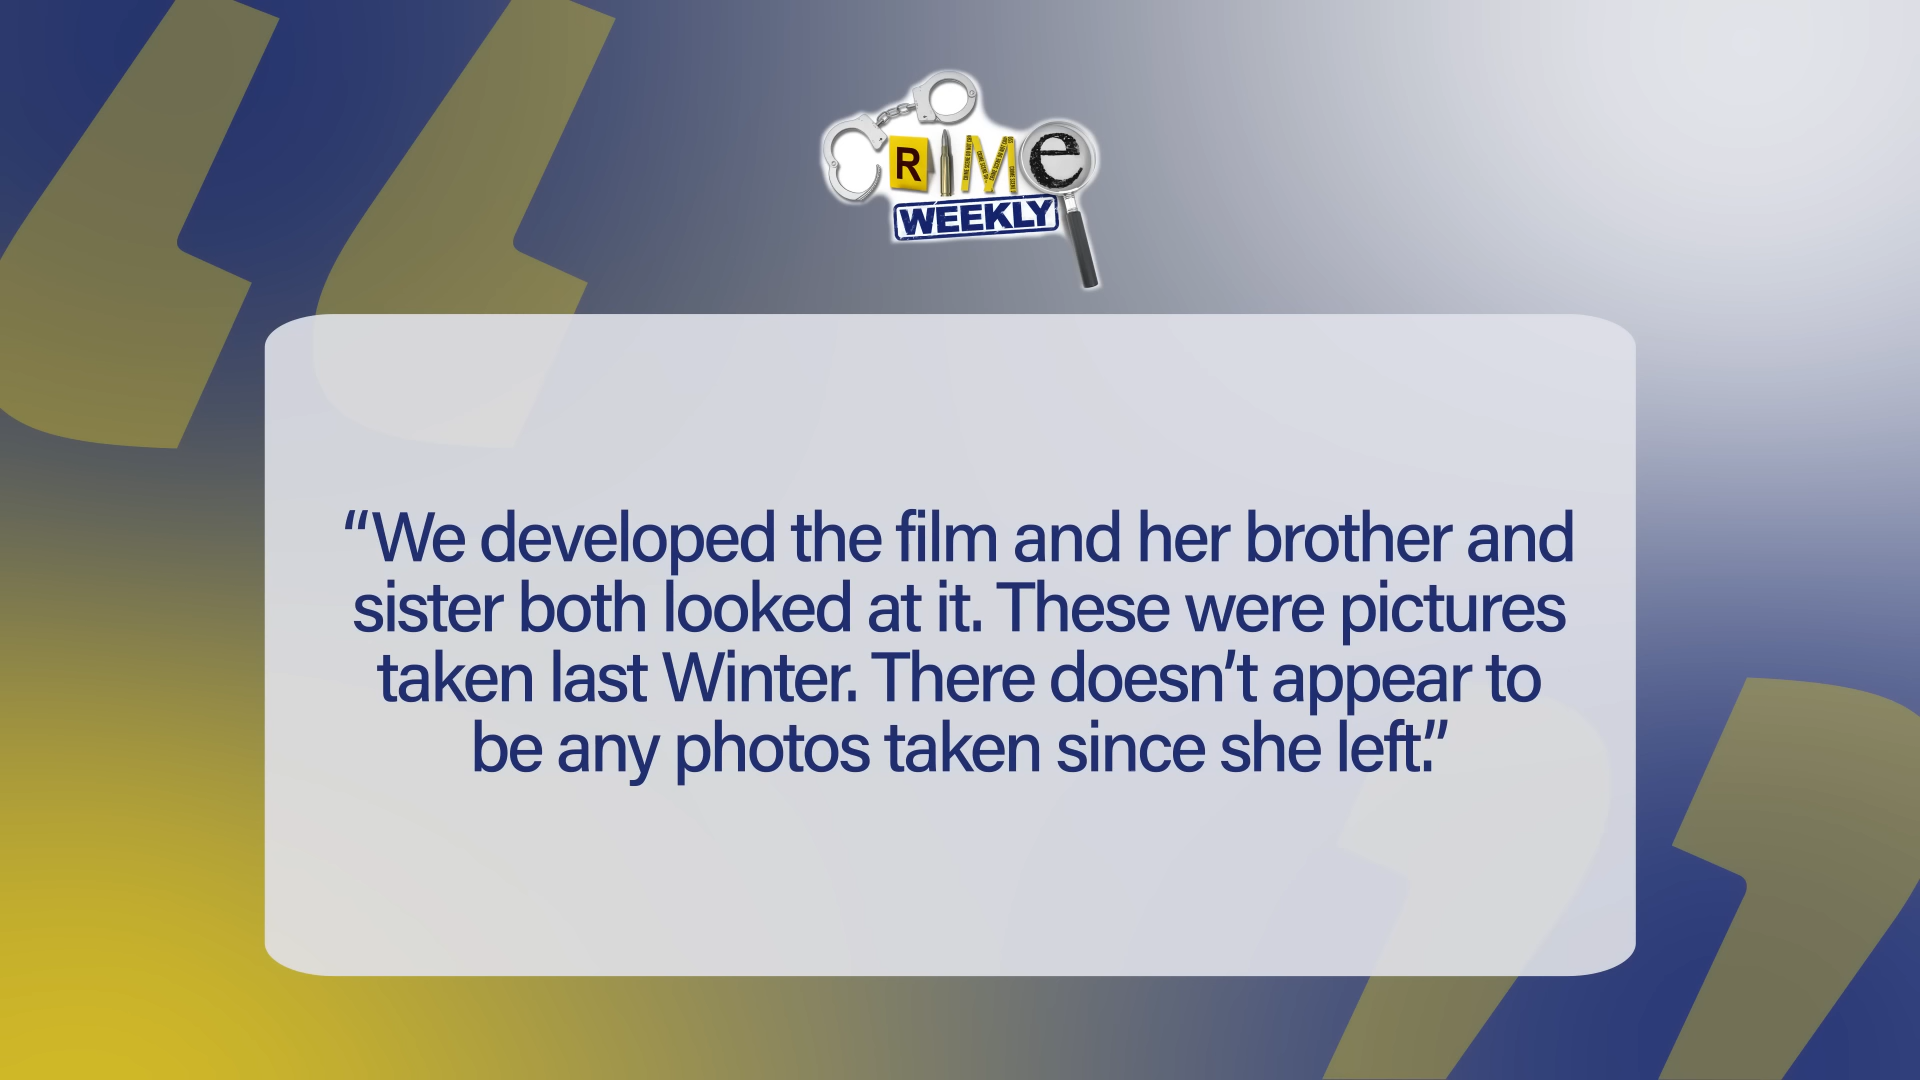 CRIMe
WEEKLY
“We developed the film and her brother and
sister both looked at it. These were pictures
taken last Winter. There doesn’t appear to
be any photos taken since she left.”